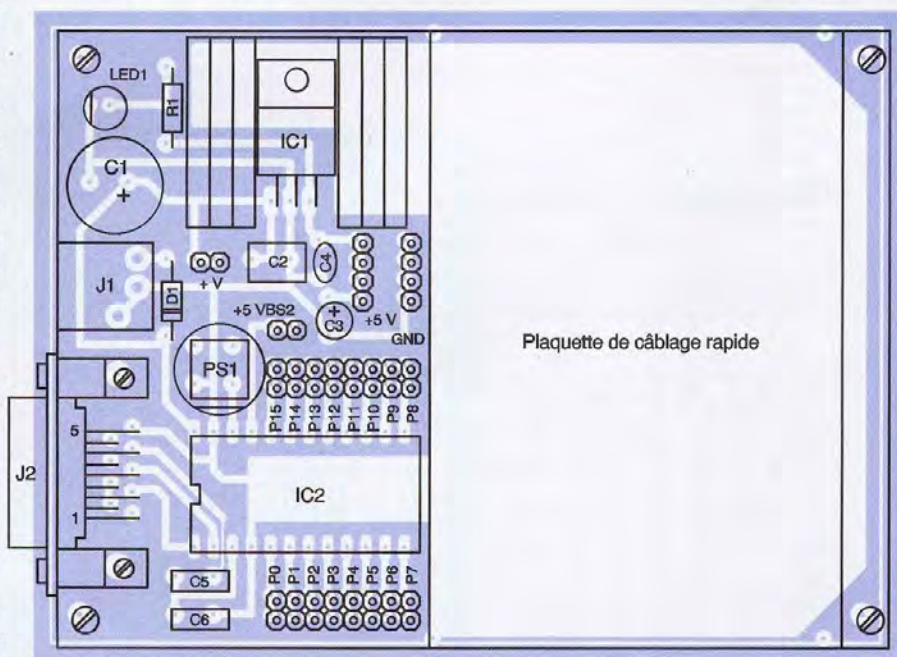 LED1
R1
IC1
C1
+
J1
D1
+ V
C2
C4
+
C3
+5 V
+5 VBS2
GND
PS1
P15
P14
P13
P12
P11
P10
P9
P8
Plaquette de câblage rapide
J2
5
1
IC2
C5
C6
P0
P1
P2
P3
P4
P5
P6
P7